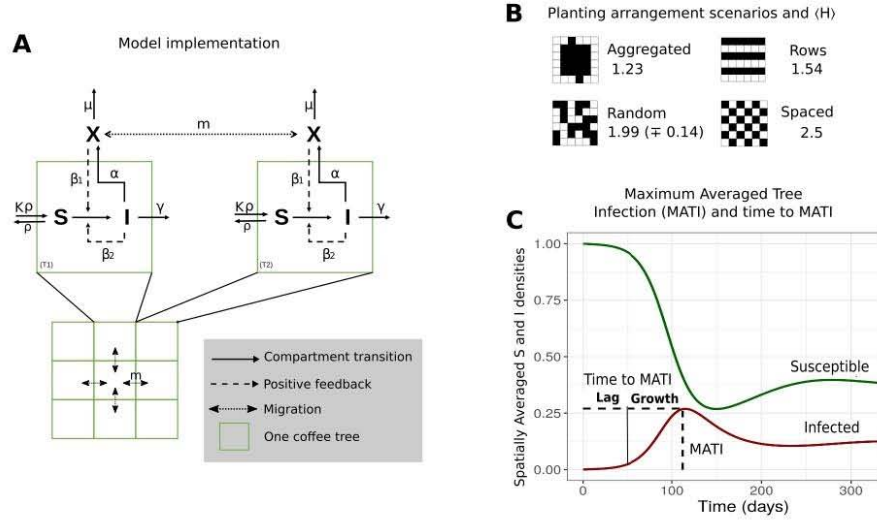 A
Model implementation
μ
μ
X
m
X
β1
α
β1
α
Kρ
ρ
S
I
γ
Kρ
ρ
S
I
γ
β2
β2
(T1)
(T2)
m
Compartment transition
Positive feedback
Migration
One coffee tree
B
Planting arrangement scenarios and ⟨H⟩
Aggregated
1.23
Rows
1.54
Random
1.99 (∓ 0.14)
Spaced
2.5
C
Maximum Averaged Tree
Infection (MATI) and time to MATI
Spatially Averaged S and I densities
1.00
0.75
0.50
0.25
0.00
Susceptible
Time to MATI
Lag
Growth
Infected
MATI
0
100
200
300
Time (days)